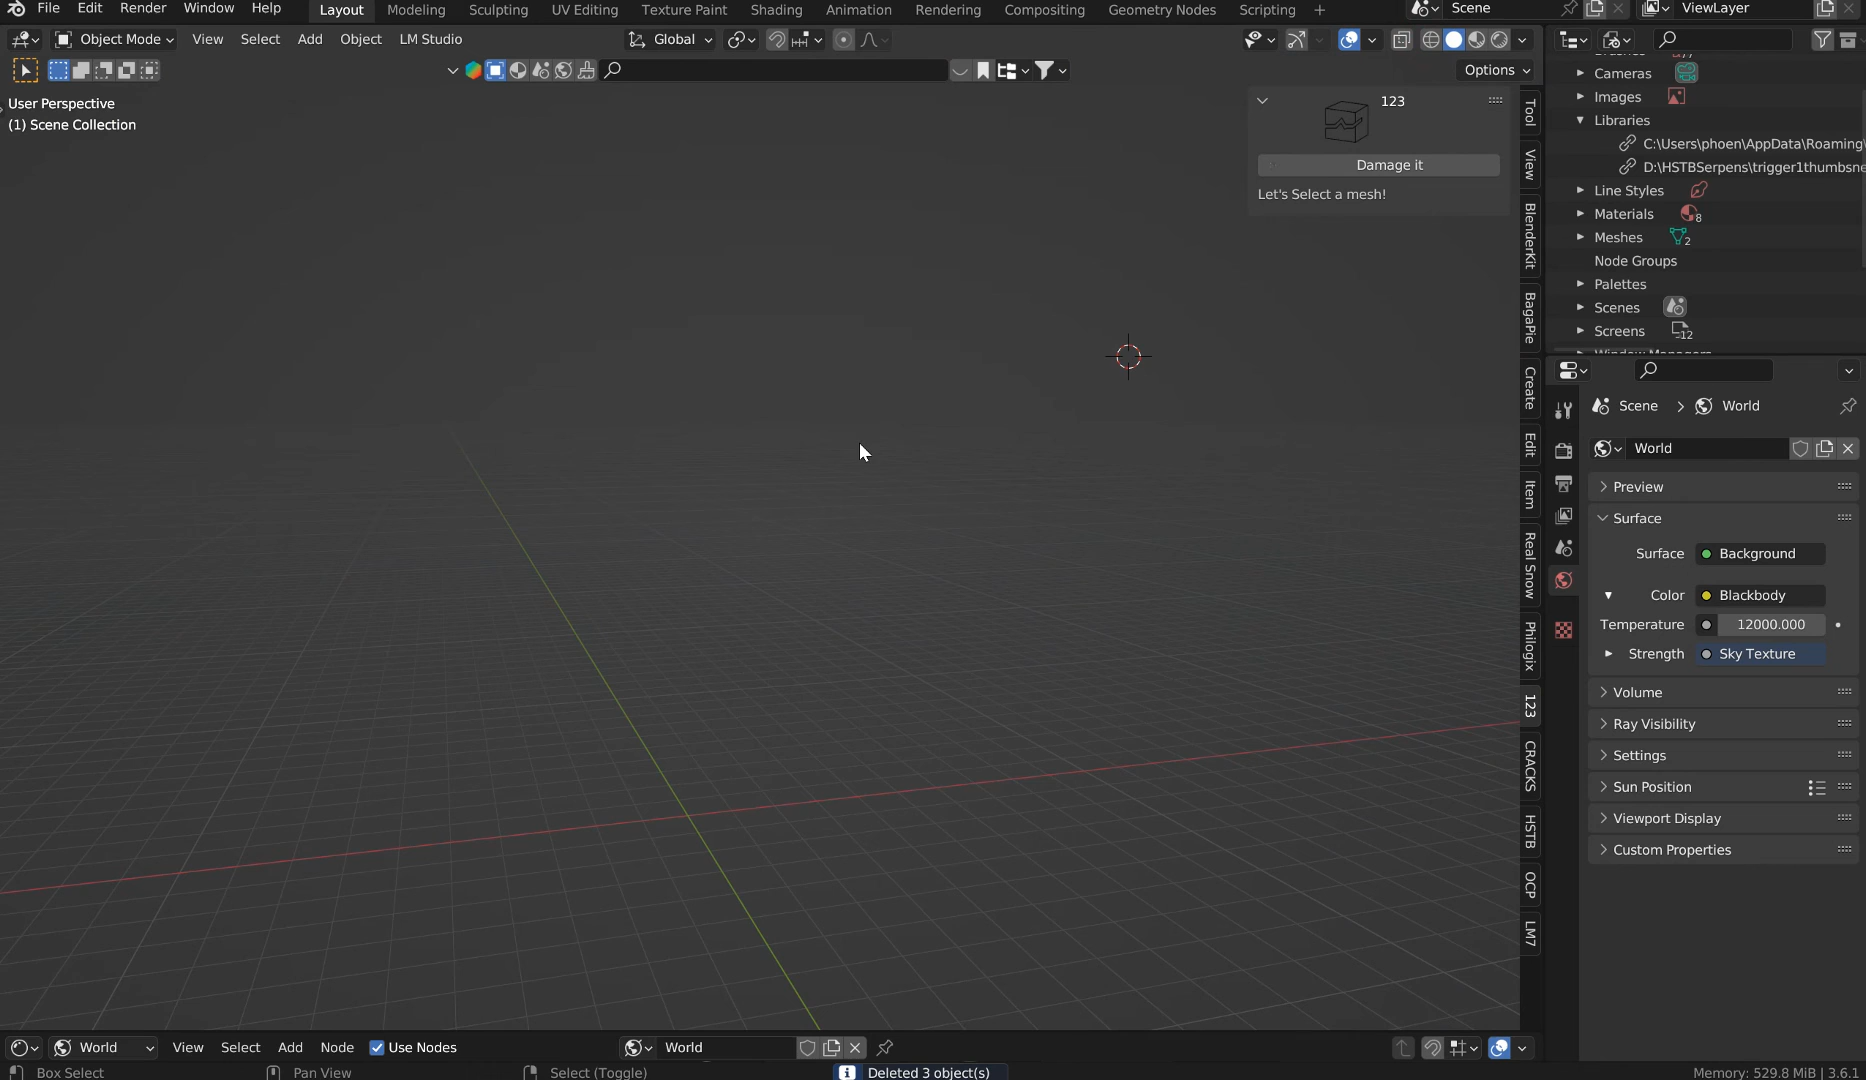 File Edit Render Window Help Layout Modeling Sculpting UV Editing Texture Paint Shading Animation Rendering Compositing Geometry Nodes Scripting + Scene ViewLayer
Object Mode View Select Add Object LM Studio Global
Options
User Perspective
(1) Scene Collection
123
Damage it
Let's Select a mesh!
Tool
View
BlenderKit
BagaPie
Create
Edit
Item
Real Snow
Philogix
123
CRACKS
HSTB
OCP
LM7
Cameras
Images
Libraries
C:\Users\phoen\AppData\Roaming\
D:\HSTBSerpens\trigger1thumbsne
Line Styles
Materials 8
Meshes 2
Node Groups
Palettes
Scenes
Screens 12
Window Managers
Scene World
World
Preview
Surface
Surface Background
Color Blackbody
Temperature 12000.000
Strength Sky Texture
Volume
Ray Visibility
Settings
Sun Position
Viewport Display
Custom Properties
World View Select Add Node Use Nodes World
Box Select Pan View Select (Toggle) Deleted 3 object(s) Memory: 529.8 MiB | 3.6.1